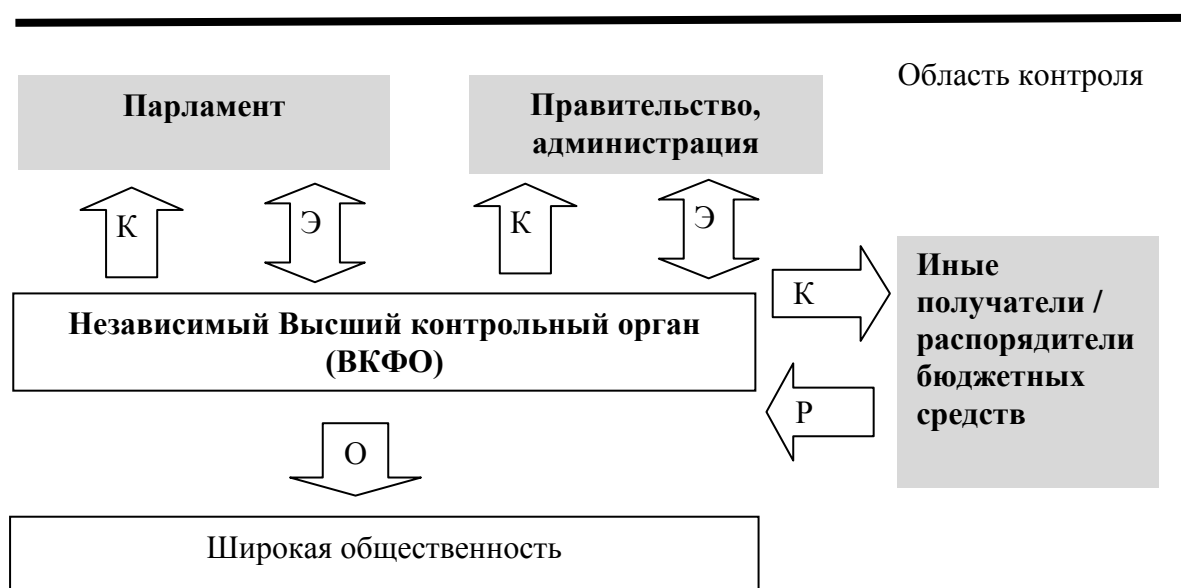 Область контроля
Парламент
Правительство,
администрация
К
Э
К
Э
Иные
получатели /
распорядители
бюджетных
средств
К
Независимый Высший контрольный орган
(ВКФО)
Р
О
Широкая общественность